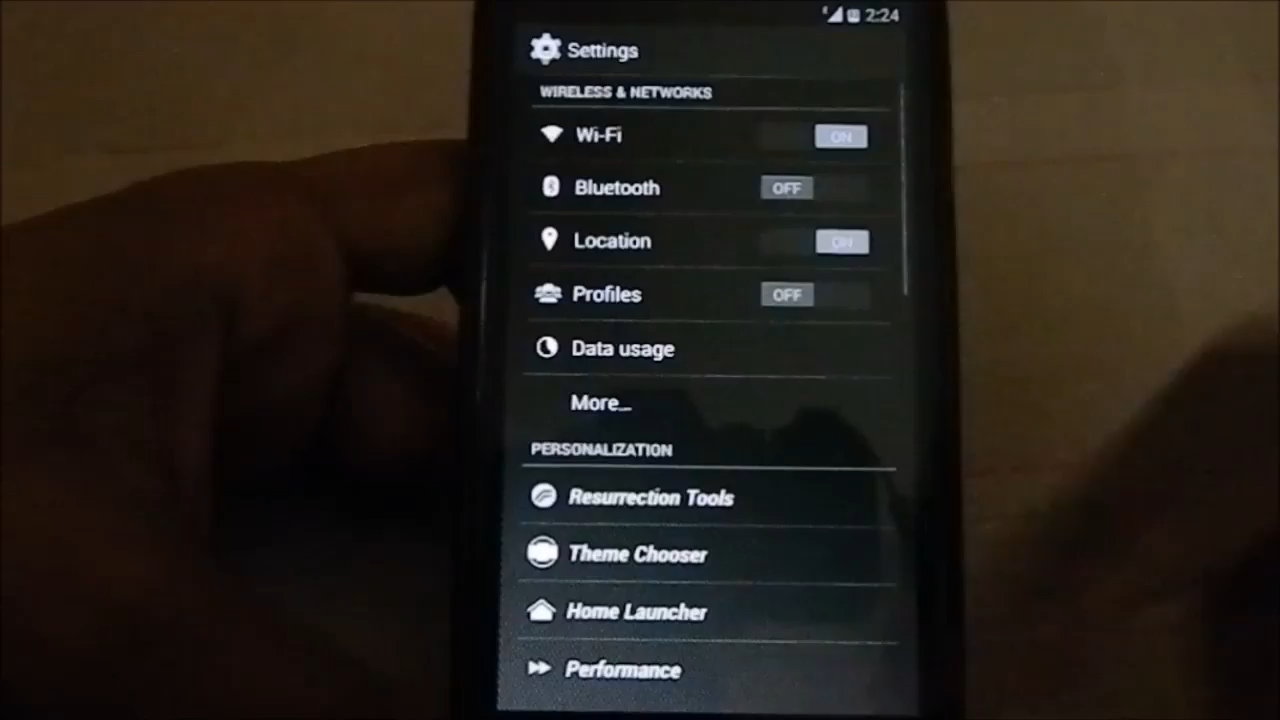 2:24
Settings
WIRELESS & NETWORKS
Wi-Fi ON
Bluetooth OFF
Location ON
Profiles OFF
Data usage
More...
PERSONALIZATION
Resurrection Tools
Theme Chooser
Home Launcher
Performance